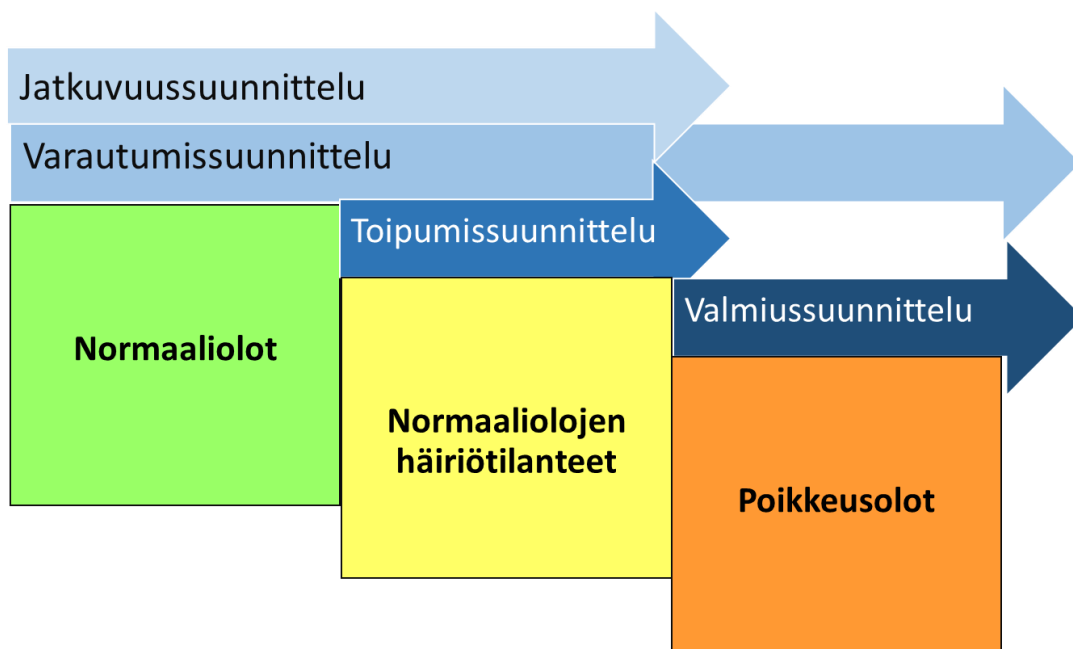 Jatkuvuussuunnittelu
Varautumissuunnittelu
Toipumissuunnittelu
Valmiussuunnittelu
Normaaliolot
Normaaliolojen
häiriötilanteet
Poikkeusolot